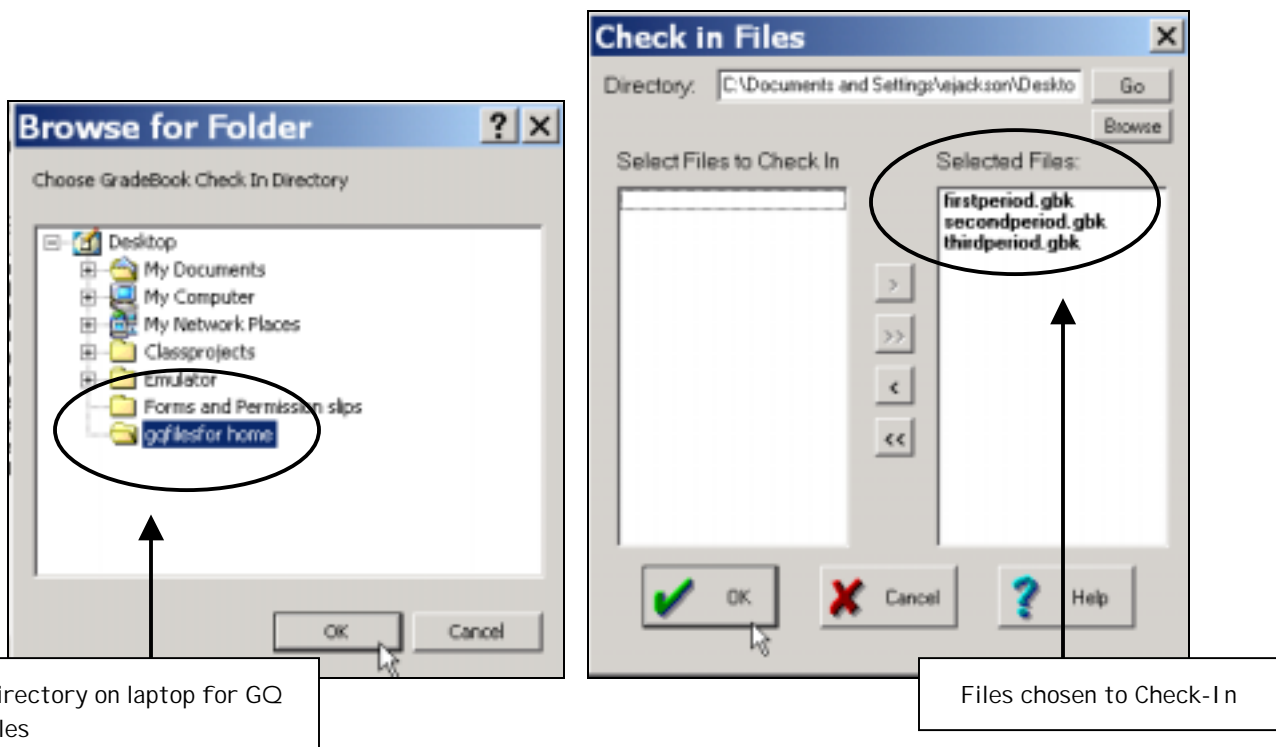 Browse for Folder
Choose GradeBook Check In Directory
Desktop
My Documents
My Computer
My Network Places
Classprojects
Emulator
Forms and Permission slips
gqfilesfor home
OK
Cancel
irectory on laptop for GQ
les
Check in Files
Directory:
C:\Documents and Settings\ejackson\Deskto
Go
Browse
Select Files to Check In
Selected Files:
firstperiod.gbk
secondperiod.gbk
thirdperiod.gbk
>
>>
<
<<
OK
Cancel
Help
Files chosen to Check-In